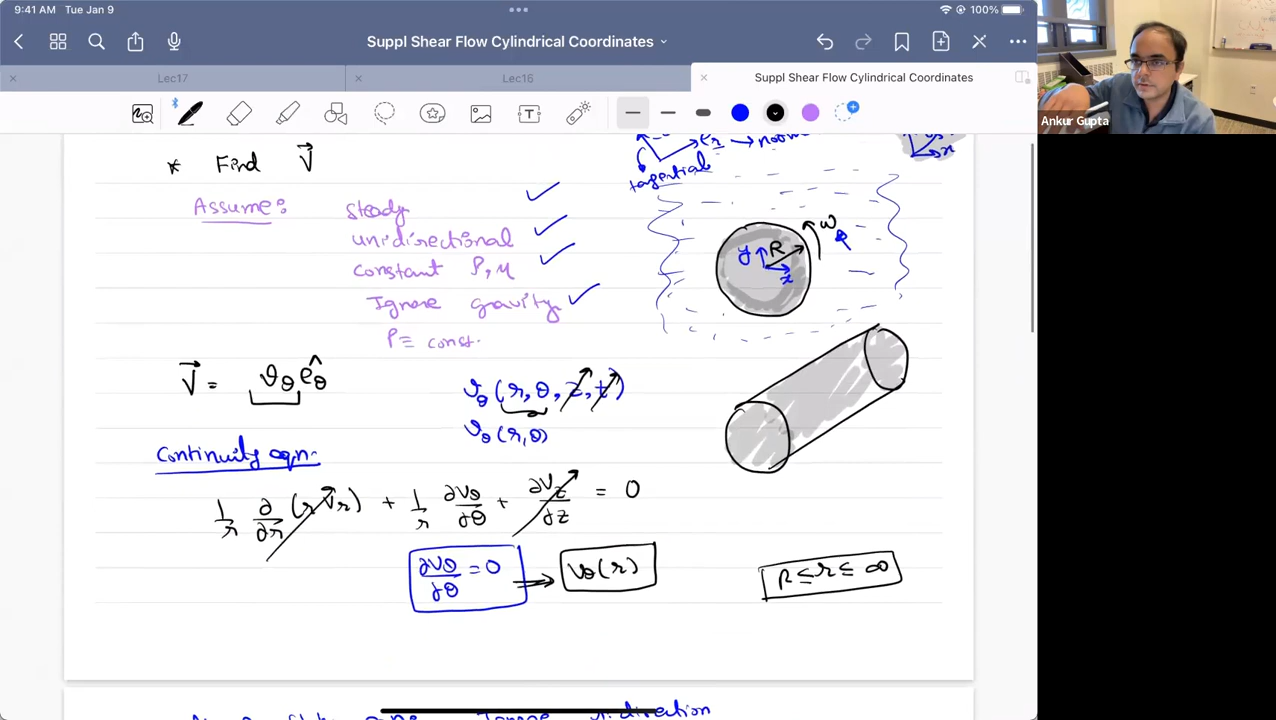 9:41 AM Tue Jan 9
100%
Suppl Shear Flow Cylindrical Coordinates
Lec17
Lec16
Suppl Shear Flow Cylindrical Coordinates
Ankur Gupta
* Find V⃗
er →
tangential
x
Assume:
steady ✓
unidirectional ✓
constant ρ, μ ✓
Ignore gravity ✓
P ≡ const.
ω
R
y
x
V⃗ = vθ êθ
vθ (r, θ, z, t)
vθ (r, θ)
Continuity eqn:
1/r ∂/∂r (r Vr) + 1/r ∂Vθ/∂θ + ∂Vz/∂z = 0
∂Vθ/∂θ = 0 ⇒ vθ(r)
R ≤ r ≤ ∞